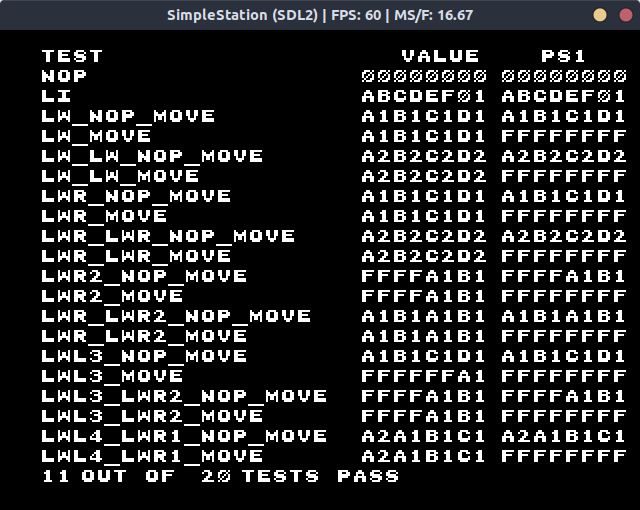 SimpleStation (SDL2) | FPS: 60 | MS/F: 16.67
TEST VALUE PS1
NOP 00000000 00000000
LI ABCDEF01 ABCDEF01
LW_NOP_MOVE A1B1C1D1 A1B1C1D1
LW_MOVE A1B1C1D1 FFFFFFFF
LW_LW_NOP_MOVE A2B2C2D2 A2B2C2D2
LW_LW_MOVE A2B2C2D2 FFFFFFFF
LWR_NOP_MOVE A1B1C1D1 A1B1C1D1
LWR_MOVE A1B1C1D1 FFFFFFFF
LWR_LWR_NOP_MOVE A2B2C2D2 A2B2C2D2
LWR_LWR_MOVE A2B2C2D2 FFFFFFFF
LWR2_NOP_MOVE FFFFA1B1 FFFFA1B1
LWR2_MOVE FFFFA1B1 FFFFFFFF
LWR_LWR2_NOP_MOVE A1B1A1B1 A1B1A1B1
LWR_LWR2_MOVE A1B1A1B1 FFFFFFFF
LWL3_NOP_MOVE A1B1C1D1 A1B1C1D1
LWL3_MOVE FFFFFFA1 FFFFFFFF
LWL3_LWR2_NOP_MOVE FFFFA1B1 FFFFA1B1
LWL3_LWR2_MOVE FFFFA1B1 FFFFFFFF
LWL4_LWR1_NOP_MOVE A2A1B1C1 A2A1B1C1
LWL4_LWR1_MOVE A2A1B1C1 FFFFFFFF
11 OUT OF 20 TESTS PASS